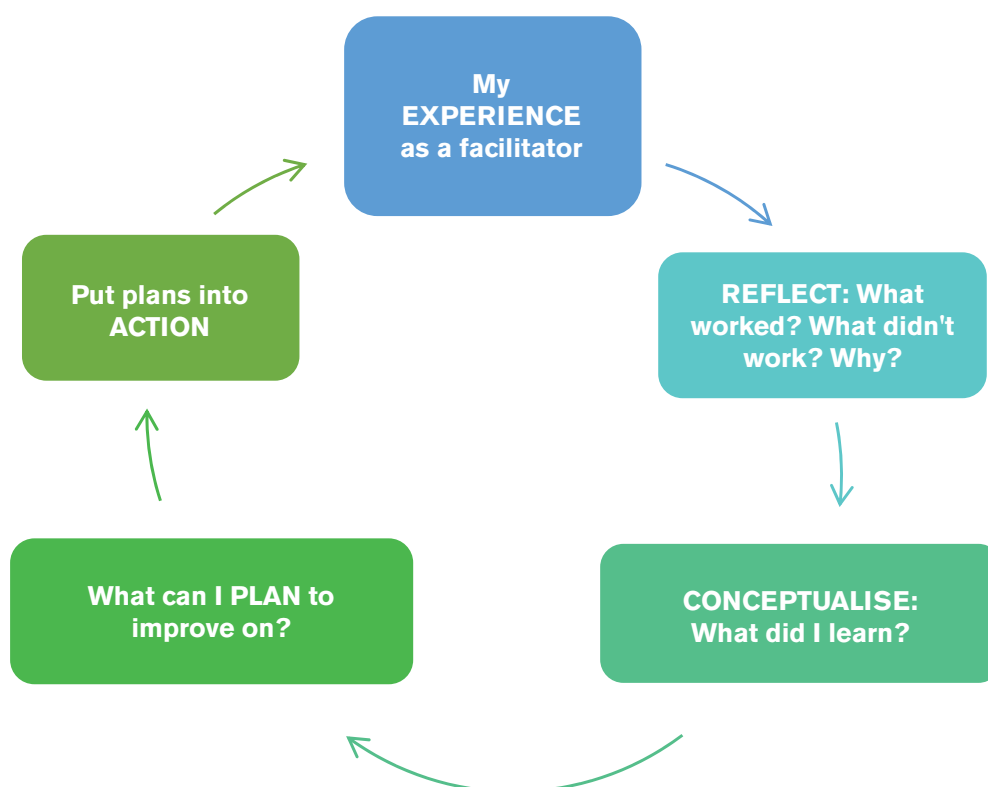 My
EXPERIENCE
as a facilitator
REFLECT: What
worked? What didn't
work? Why?
CONCEPTUALISE:
What did I learn?
What can I PLAN to
improve on?
Put plans into
ACTION